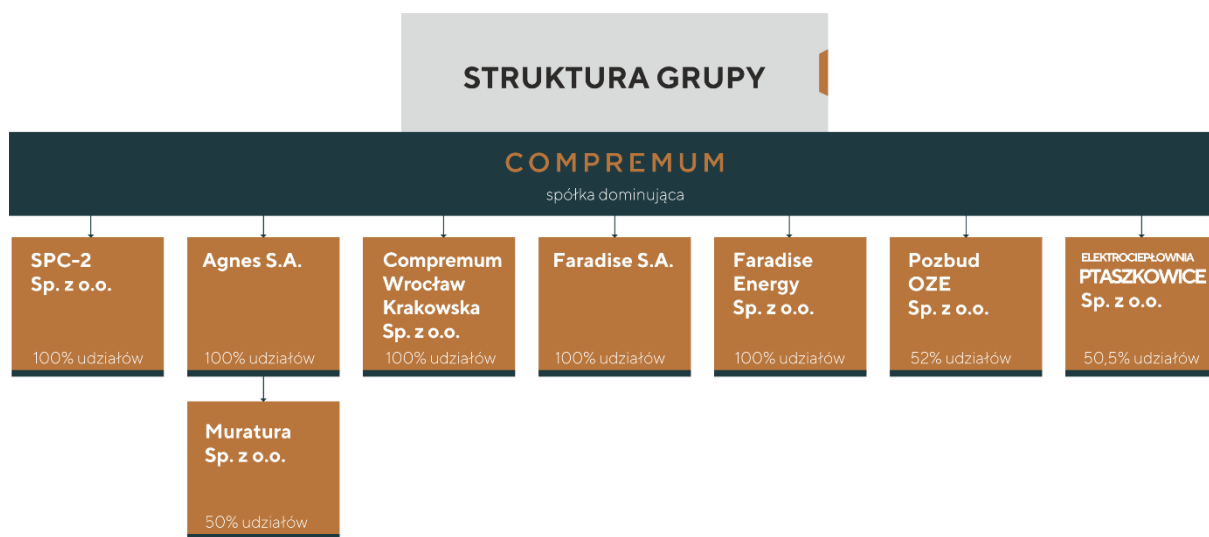 STRUKTURA GRUPY
COMPREMUM
spółka dominująca
SPC-2
Sp. z o.o.
100% udziałów
Agnes S.A.
100% udziałów
Compremum
Wrocław
Krakowska
Sp. z o.o.
100% udziałów
Faradise S.A.
100% udziałów
Faradise
Energy
Sp. z o.o.
100% udziałów
Pozbud
OZE
Sp. z o.o.
52% udziałów
ELEKTROCIEPŁOWNIA
PTASZKOWICE
Sp. z o.o.
50,5% udziałów
Muratura
Sp. z o.o.
50% udziałów